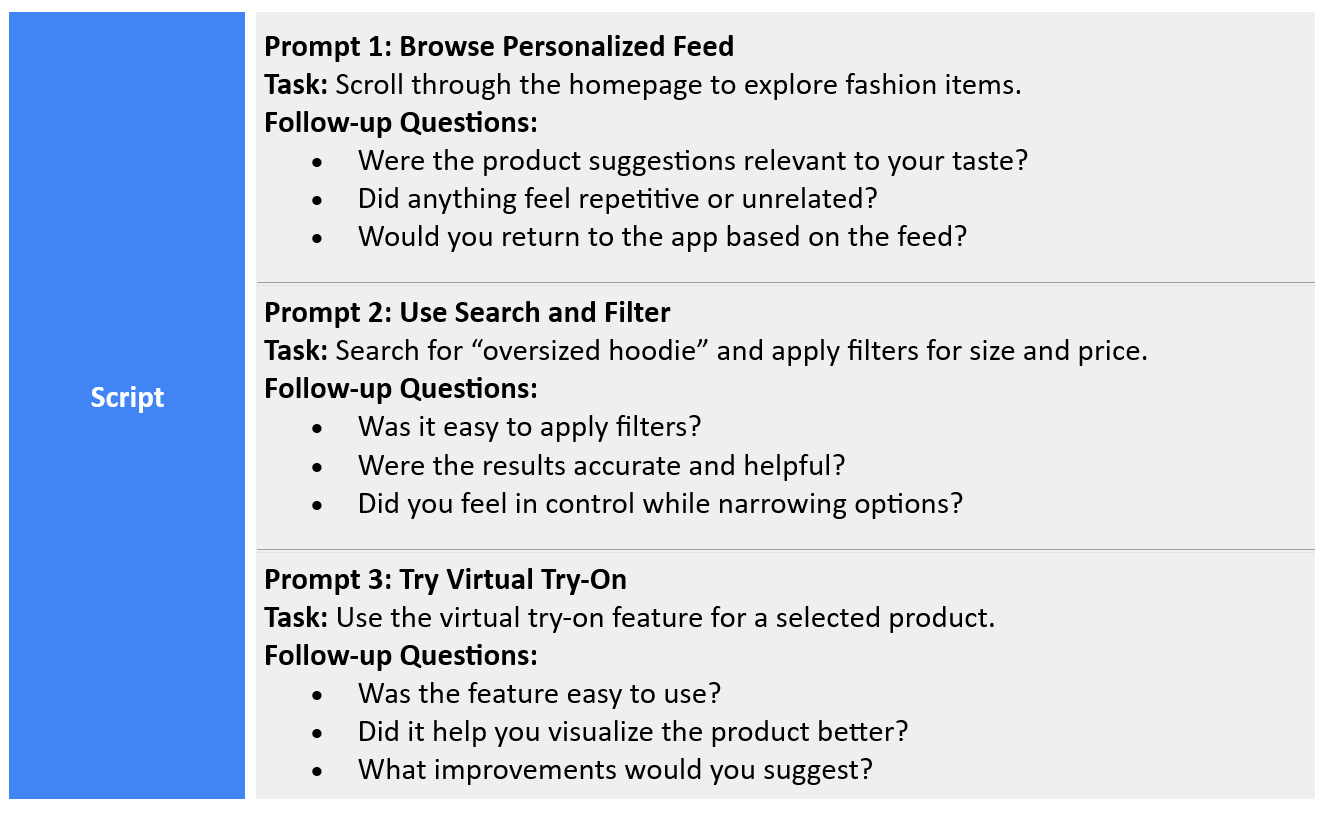 Script
Prompt 1: Browse Personalized Feed
Task: Scroll through the homepage to explore fashion items.
Follow-up Questions:
• Were the product suggestions relevant to your taste?
• Did anything feel repetitive or unrelated?
• Would you return to the app based on the feed?
Prompt 2: Use Search and Filter
Task: Search for “oversized hoodie” and apply filters for size and price.
Follow-up Questions:
• Was it easy to apply filters?
• Were the results accurate and helpful?
• Did you feel in control while narrowing options?
Prompt 3: Try Virtual Try-On
Task: Use the virtual try-on feature for a selected product.
Follow-up Questions:
• Was the feature easy to use?
• Did it help you visualize the product better?
• What improvements would you suggest?